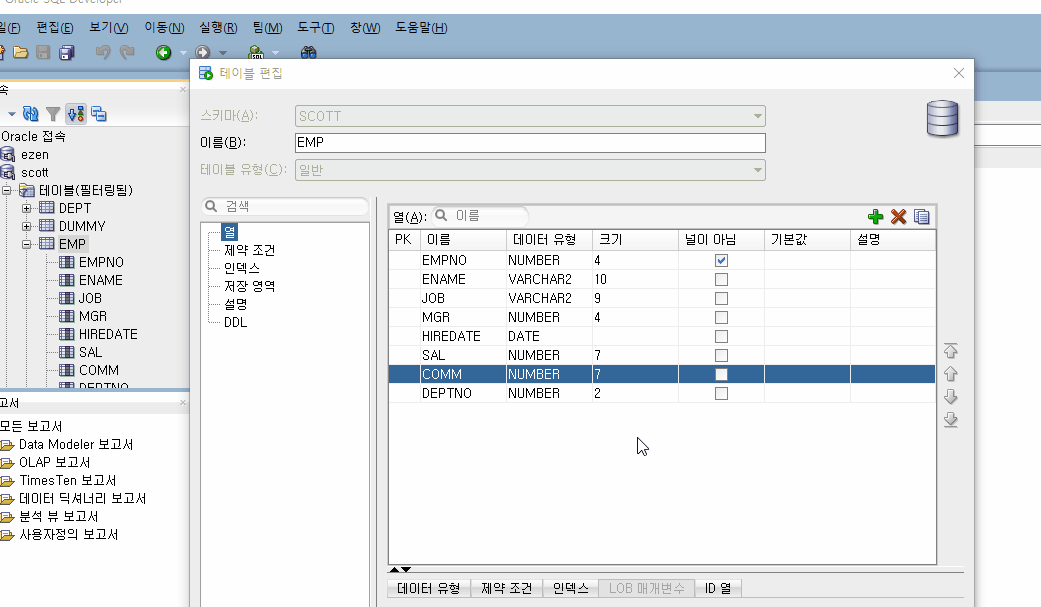 Oracle SQL Developer
편집(E) 보기(V) 이동(N) 실행(R) 팀(M) 도구(T) 창(W) 도움말(H)
테이블 편집
스키마(A): SCOTT
이름(B): EMP
테이블 유형(C): 일반
Oracle 접속
ezen
scott
테이블(필터링됨)
DEPT
DUMMY
EMP
EMPNO
ENAME
JOB
MGR
HIREDATE
SAL
COMM
DEPTNO
모든 보고서
Data Modeler 보고서
OLAP 보고서
TimesTen 보고서
데이터 딕셔너리 보고서
분석 뷰 보고서
사용자정의 보고서
검색
열
제약 조건
인덱스
저장 영역
설명
DDL
열(A): 이름
PK 이름 데이터 유형 크기 널이 아님 기본값 설명
EMPNO NUMBER 4
ENAME VARCHAR2 10
JOB VARCHAR2 9
MGR NUMBER 4
HIREDATE DATE
SAL NUMBER 7
COMM NUMBER 7
DEPTNO NUMBER 2
데이터 유형 제약 조건 인덱스 LOB 매개변수 ID 열